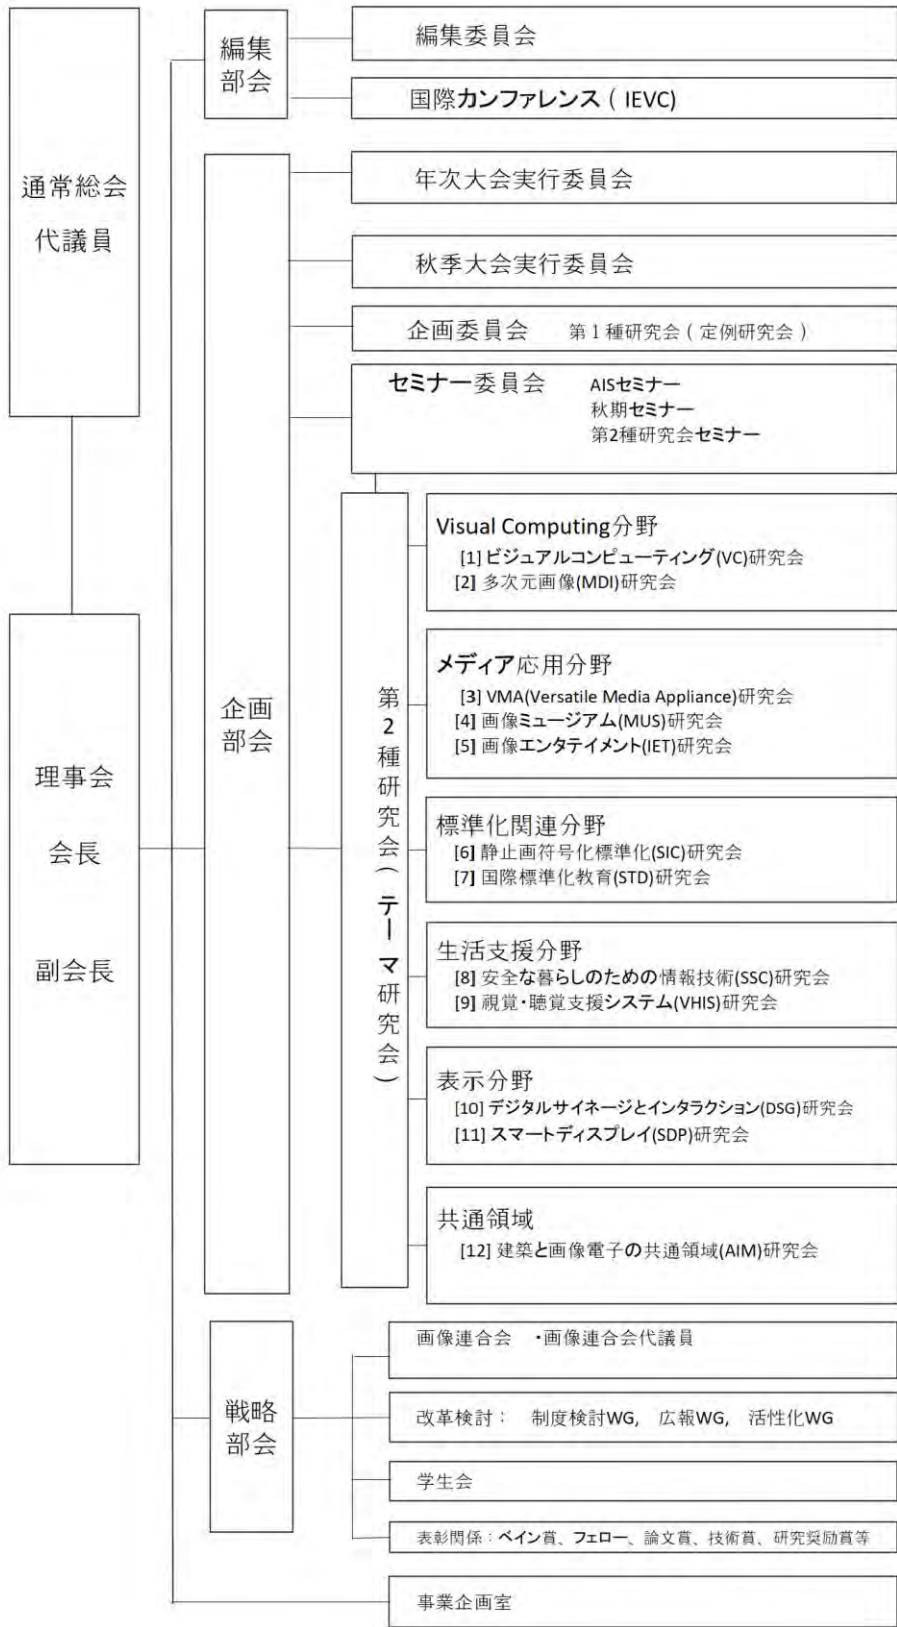 通常総会
代議員
理事会
会長
副会長
編集
部会
編集委員会
国際カンファレンス ( IEVC)
企画
部会
年次大会実行委員会
秋季大会実行委員会
企画委員会 第１種研究会 ( 定例研究会 )
セミナー委員会 AISセミナー
秋期セミナー
第2種研究会セミナー
第2種研究会(テーマ研究会)
Visual Computing分野
[1] ビジュアルコンピューティング(VC)研究会
[2] 多次元画像(MDI)研究会
メディア応用分野
[3] VMA(Versatile Media Appliance)研究会
[4] 画像ミュージアム(MUS)研究会
[5] 画像エンタテイメント(IET)研究会
標準化関連分野
[6] 静止画符号化標準化(SIC)研究会
[7] 国際標準化教育(STD)研究会
生活支援分野
[8] 安全な暮らしのための情報技術(SSC)研究会
[9] 視覚・聴覚支援システム(VHIS)研究会
表示分野
[10] デジタルサイネージとインタラクション(DSG)研究会
[11] スマートディスプレイ(SDP)研究会
共通領域
[12] 建築と画像電子の共通領域(AIM)研究会
戦略
部会
画像連合会 ・画像連合会代議員
改革検討： 制度検討WG, 広報WG, 活性化WG
学生会
表彰関係：ベイン賞、フェロー、論文賞、技術賞、研究奨励賞等
事業企画室